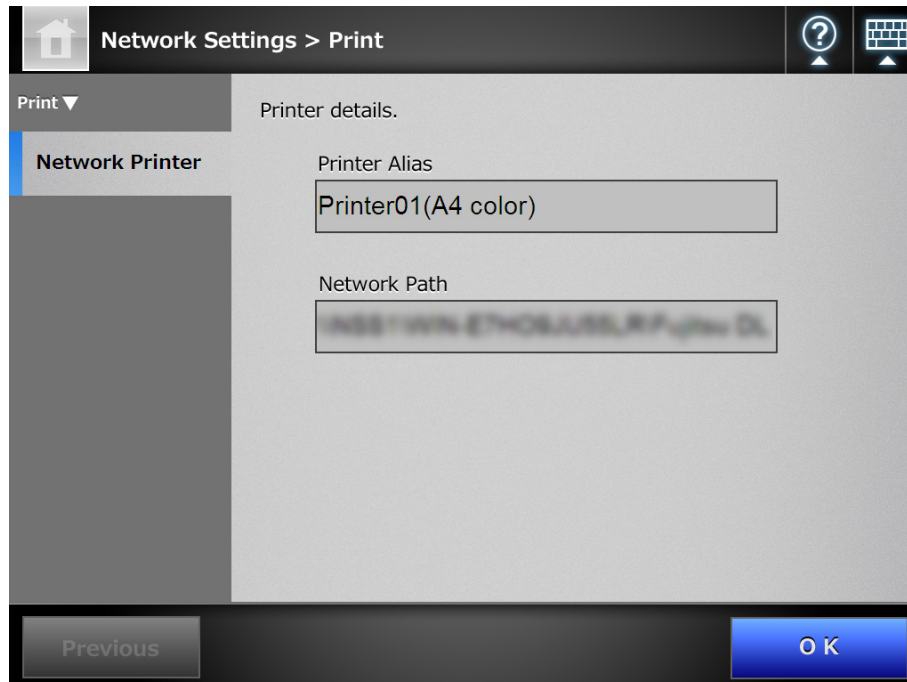 Network Settings > Print
?
Print ▼
Network Printer
Printer details.
Printer Alias
Printer01(A4 color)
Network Path
Previous
OK